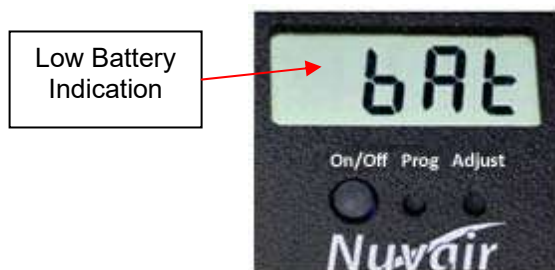 Low Battery
Indication
bAt
On/Off Prog Adjust
Nuvair